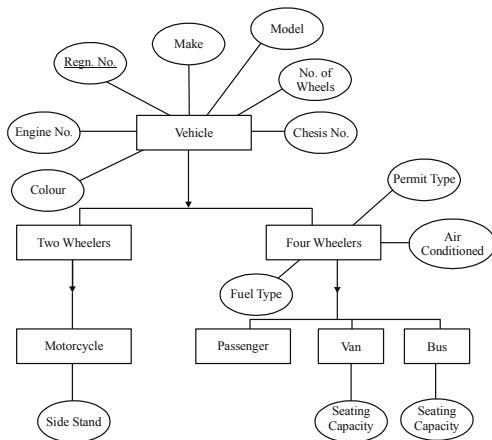 Model
Make
Regn. No.
No. of
Wheels
Engine No.
Vehicle
Chesis No.
Colour
Permit Type
Two Wheelers
Four Wheelers
Air
Conditioned
Fuel Type
Motorcycle
Passenger
Van
Bus
Side Stand
Seating
Capacity
Seating
Capacity